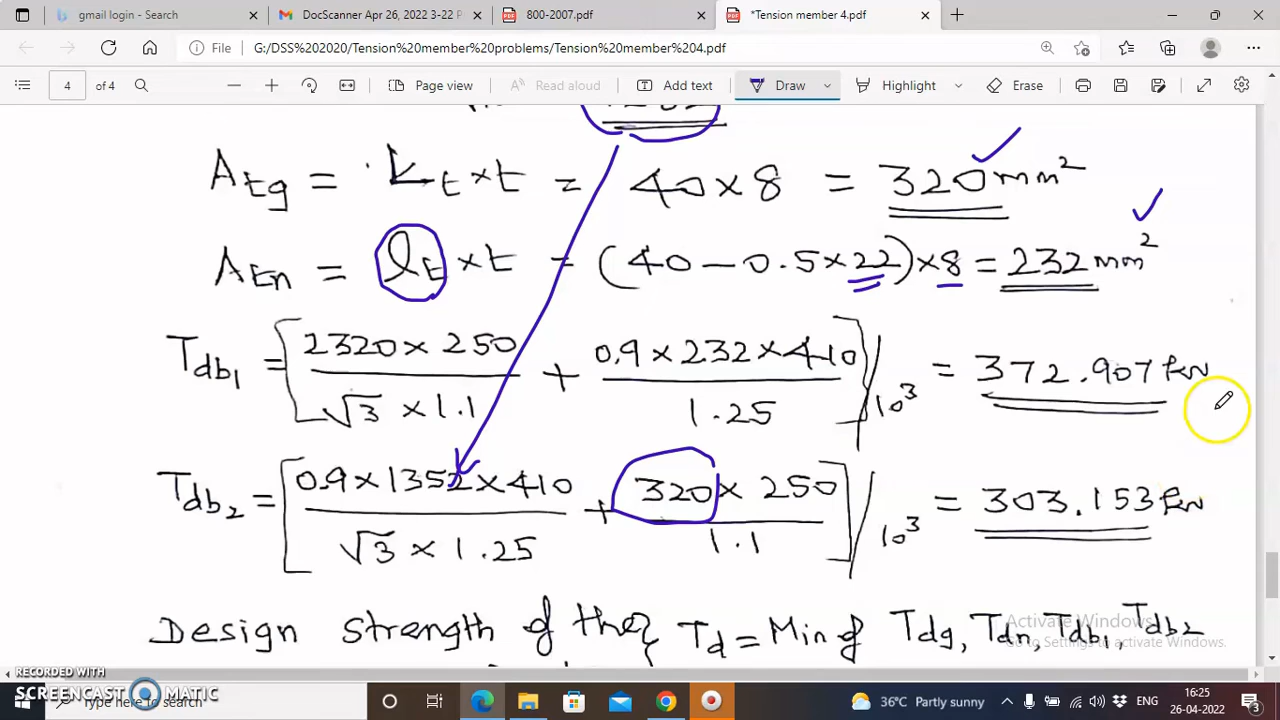 gmail login - Search
DocScanner Apr 26, 2022 3-22 P
800-2007.pdf
*Tension member 4.pdf
File G:/DSS%202020/Tension%20member%20problems/Tension%20member%204.pdf
4 of 4 Page view Read aloud Add text Draw Highlight Erase
Atg = Lt × t = 40 × 8 = 320 mm²
Atn = lt × t = (40 – 0.5 × 22) × 8 = 232 mm²
Tdb1 = [2320 × 250 / √3 × 1.1 + 0.9 × 232 × 410 / 1.25] / 10³ = 372.907 kN
Tdb2 = [0.9 × 1352 × 410 / √3 × 1.25 + 320 × 250 / 1.1] / 10³ = 303.153 kN
Design strength of the Td = Min of Tdg, Tdn, Tdb1, Tdb2
Activate Windows
Go to Settings to activate Windows.
RECORDED WITH
SCREENCAST MATIC
Type here to search
36°C Partly sunny
ENG
16:25
26-04-2022
3